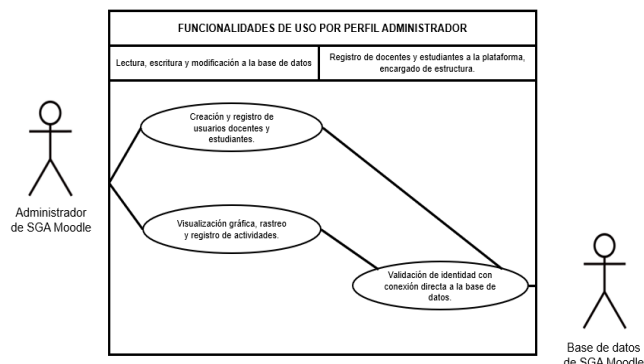 FUNCIONALIDADES DE USO POR PERFIL ADMINISTRADOR
Lectura, escritura y modificación a la base de datos
Registro de docentes y estudiantes a la plataforma,
encargado de estructura.
Creación y registro de
usuarios docentes y
estudiantes.
Administrador
de SGA Moodle
Visualización gráfica, rastreo
y registro de actividades.
Validación de identidad con
conexión directa a la base de
datos.
Base de datos
de SGA Moodle